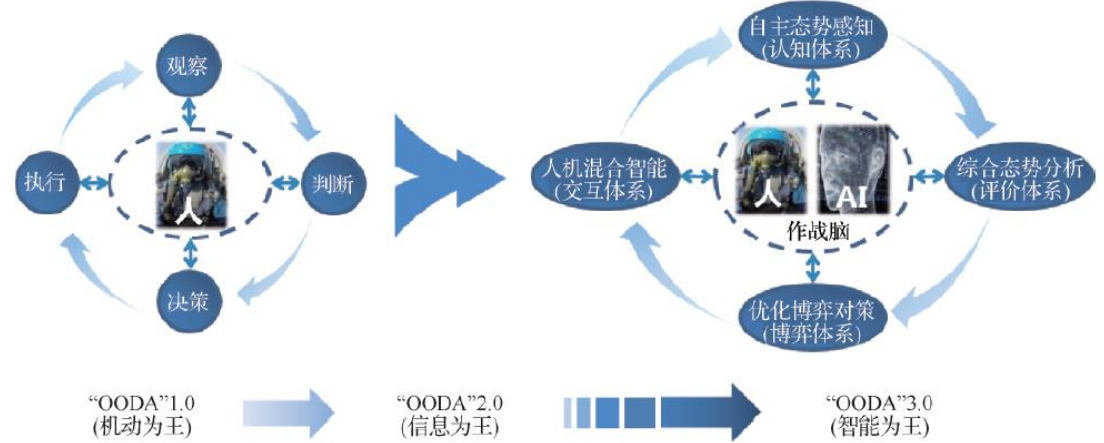 观察
执行
人
判断
决策
自主态势感知
(认知体系)
人机混合智能
(交互体系)
人
AI
作战脑
综合态势分析
(评价体系)
优化博弈对策
(博弈体系)
“OODA”1.0
(机动为王)
“OODA”2.0
(信息为王)
“OODA”3.0
(智能为王)